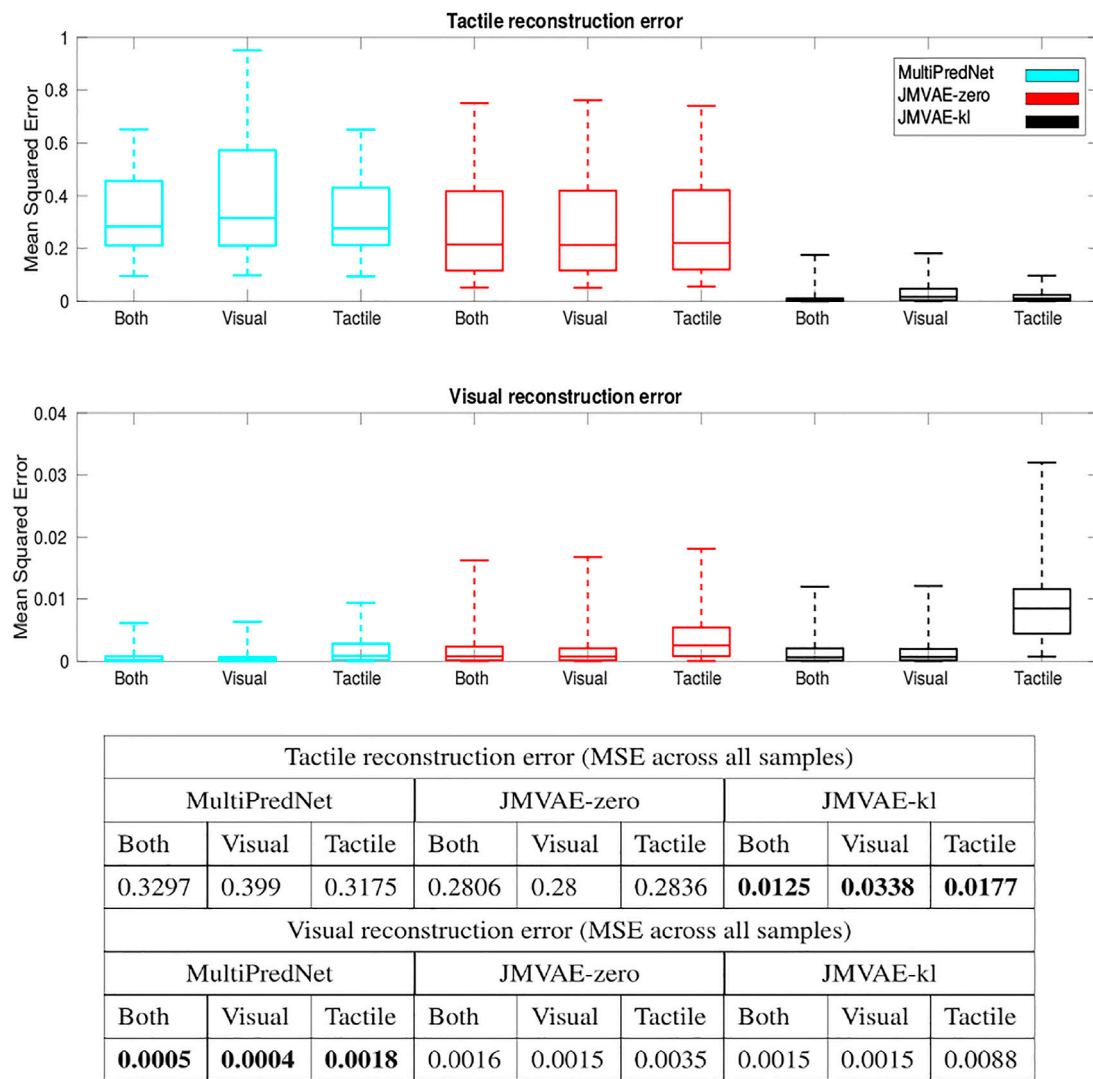 Tactile reconstruction error
1
0.8
0.6
0.4
0.2
0
Mean Squared Error
MultiPredNet
JMVAE-zero
JMVAE-kl
Both Visual Tactile Both Visual Tactile Both Visual Tactile
Visual reconstruction error
0.04
0.03
0.02
0.01
0
Mean Squared Error
Both Visual Tactile Both Visual Tactile Both Visual Tactile
Tactile reconstruction error (MSE across all samples)
MultiPredNet JMVAE-zero JMVAE-kl
Both Visual Tactile Both Visual Tactile Both Visual Tactile
0.3297 0.399 0.3175 0.2806 0.28 0.2836 0.0125 0.0338 0.0177
Visual reconstruction error (MSE across all samples)
MultiPredNet JMVAE-zero JMVAE-kl
Both Visual Tactile Both Visual Tactile Both Visual Tactile
0.0005 0.0004 0.0018 0.0016 0.0015 0.0035 0.0015 0.0015 0.0088